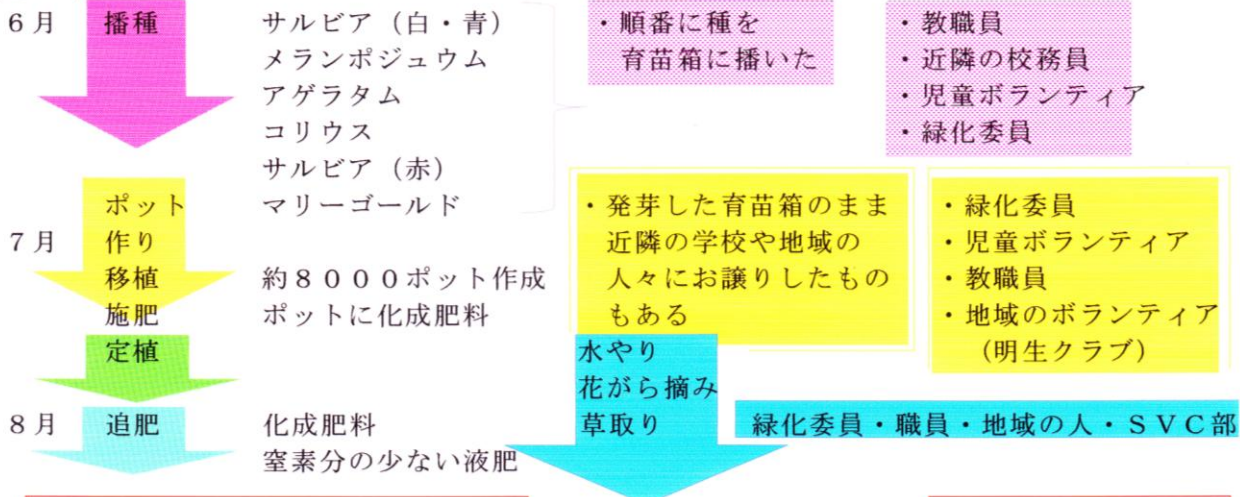 6月 播種 サルビア（白・青） ・順番に種を ・教職員
メランポジュウム 育苗箱に播いた ・近隣の校務員
アゲラタム ・児童ボランティア
コリウス ・緑化委員
サルビア（赤）
ポット マリーゴールド ・発芽した育苗箱のまま ・緑化委員
7月 作り 近隣の学校や地域の ・児童ボランティア
移植 約8000ポット作成 人々にお譲りしたもの ・教職員
施肥 ポットに化成肥料 もある ・地域のボランティア
定植 水やり （明生クラブ）
花がら摘み
8月 追肥 化成肥料 草取り 緑化委員・職員・地域の人・SVC部
窒素分の少ない液肥